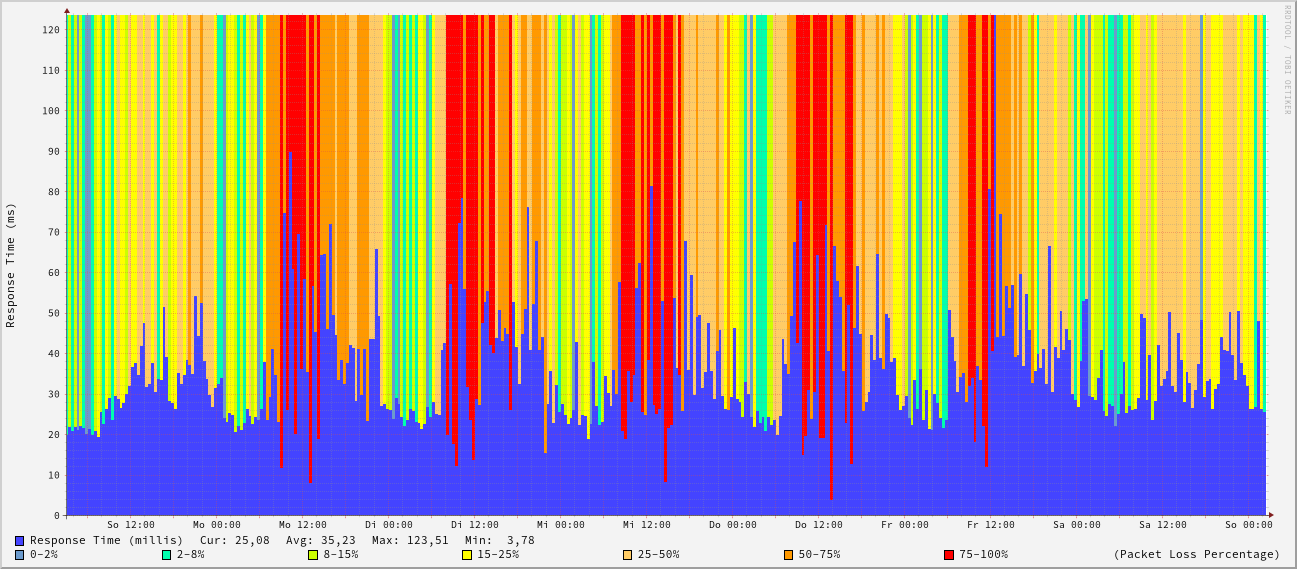 RRDTOOL / TOBI OETIKER
Response Time (ms)
120
110
100
90
80
70
60
50
40
30
20
10
0
So 12:00 Mo 00:00 Mo 12:00 Di 00:00 Di 12:00 Mi 00:00 Mi 12:00 Do 00:00 Do 12:00 Fr 00:00 Fr 12:00 Sa 00:00 Sa 12:00 So 00:00
Response Time (millis) Cur: 25,08 Avg: 35,23 Max: 123,51 Min: 3,78
0-2% 2-8% 8-15% 15-25% 25-50% 50-75% 75-100% (Packet Loss Percentage)